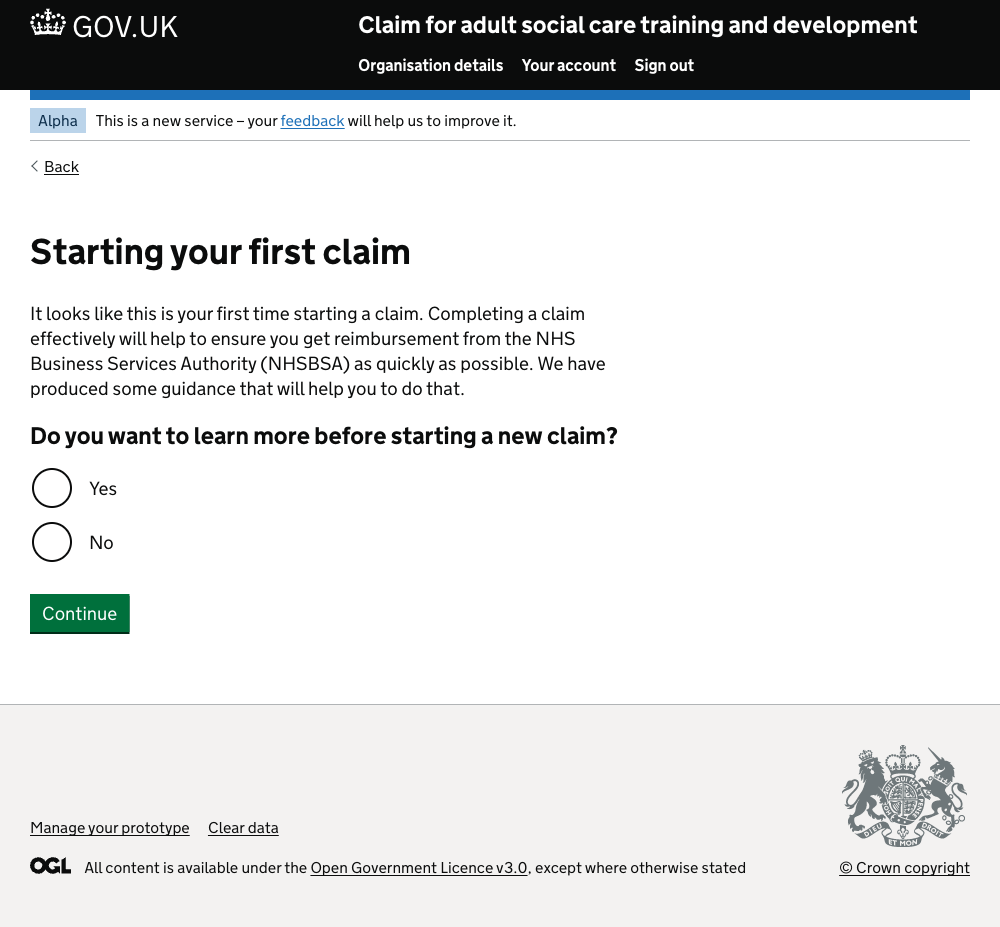 GOV.UK
Claim for adult social care training and development
Organisation details Your account Sign out
Alpha This is a new service – your feedback will help us to improve it.
Back
Starting your first claim
It looks like this is your first time starting a claim. Completing a claim
effectively will help to ensure you get reimbursement from the NHS
Business Services Authority (NHSBSA) as quickly as possible. We have
produced some guidance that will help you to do that.
Do you want to learn more before starting a new claim?
Yes
No
Continue
DIEU ET MON DROIT
Manage your prototype Clear data
OGL All content is available under the Open Government Licence v3.0, except where otherwise stated
© Crown copyright